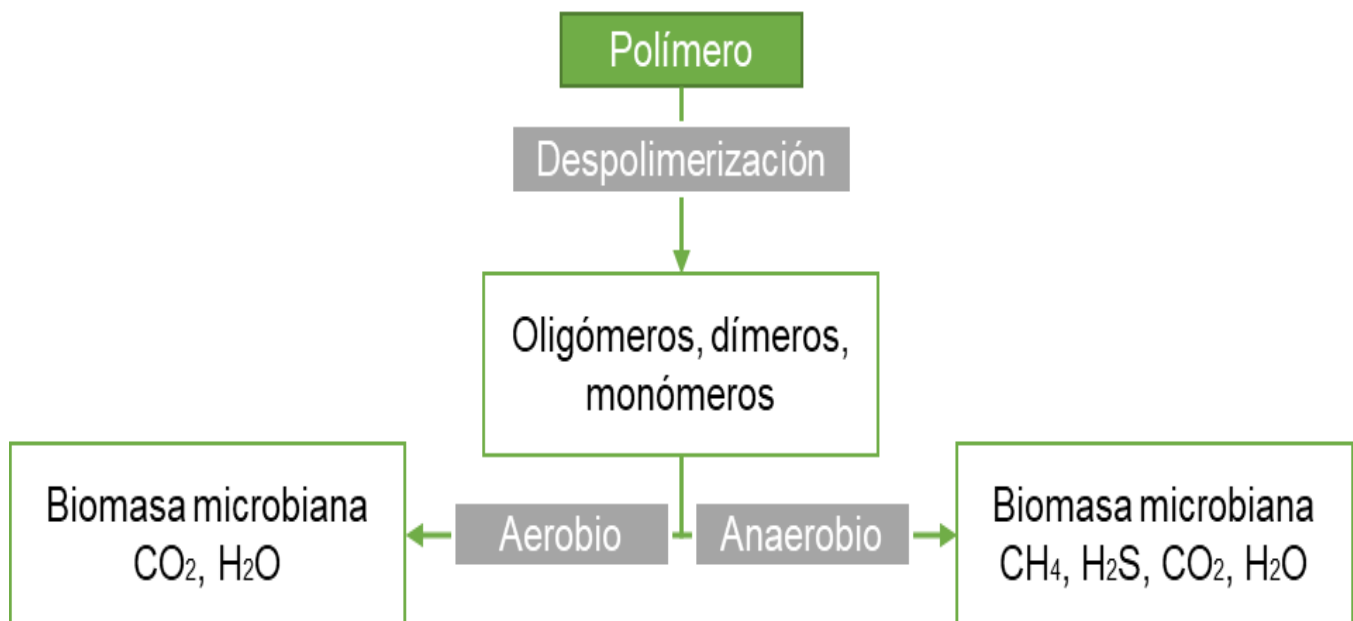 Polímero
Despolimerización
Oligómeros, dímeros,
monómeros
Biomasa microbiana
CO₂, H₂O
Aerobio
Anaerobio
Biomasa microbiana
CH₄, H₂S, CO₂, H₂O